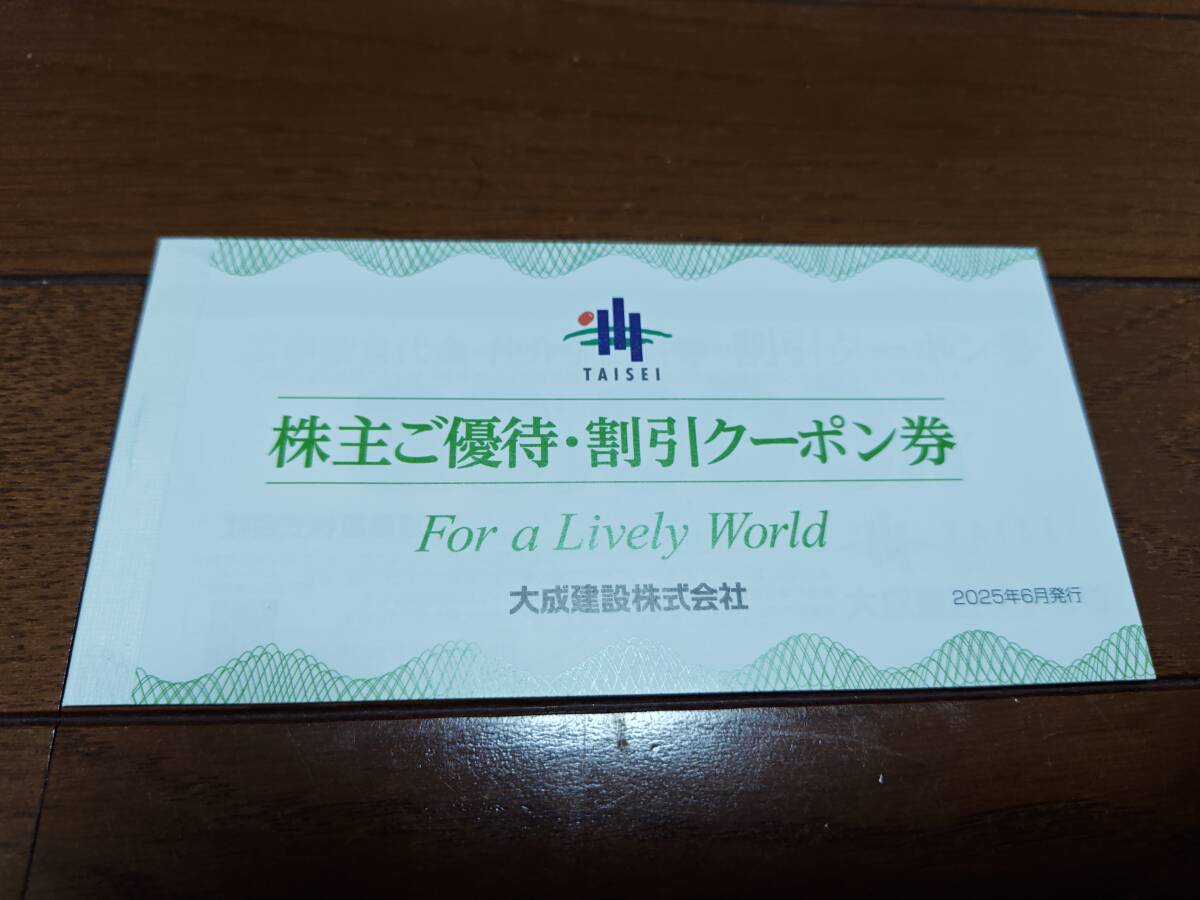 TAISEI
株主ご優待・割引クーポン券
For a Lively World
大成建設株式会社
2025年6月発行